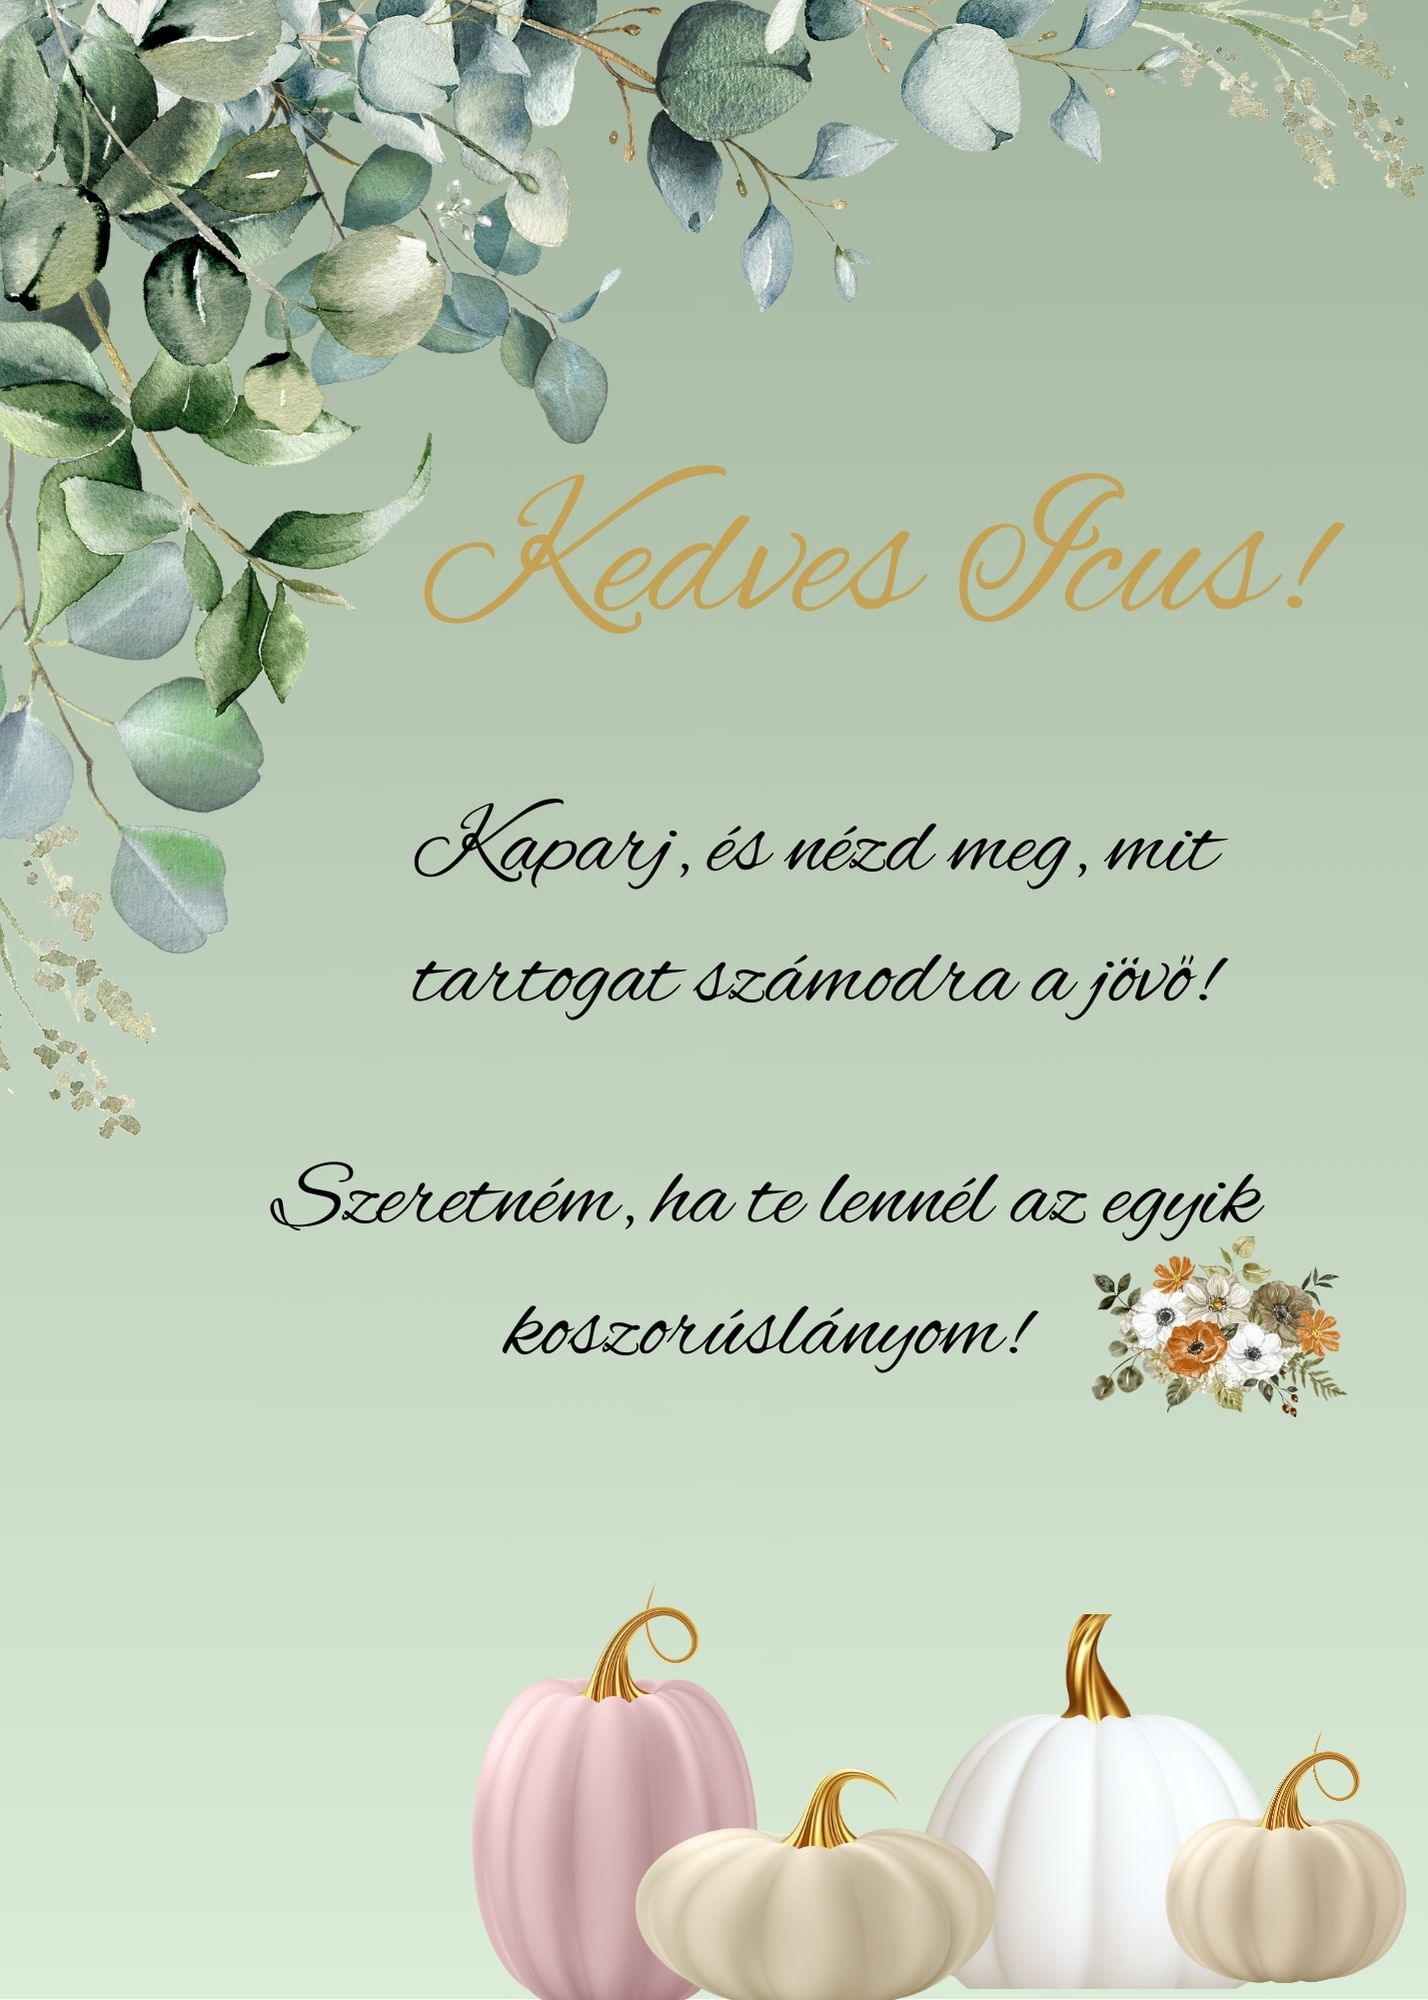 Kedves Icus!
Kaparj, és nézd meg, mit
tartogat számodra a jövő!
Szeretném, ha te lennél az egyik
koszorúslányom!